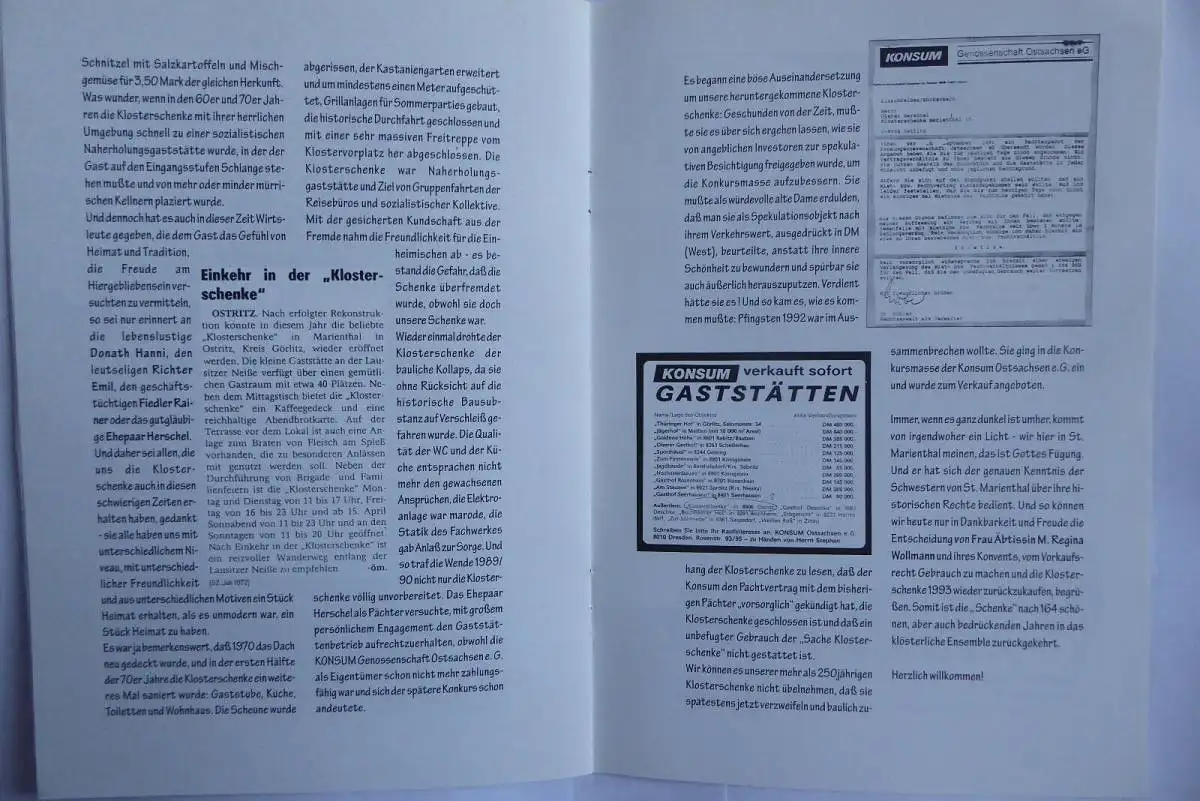 Schnitzel mit Salzkartoffeln und Misch-
gemüse für 3,50 Mark der gleichen Herkunft.
Was wunder, wenn in den 60er und 70er Jah-
ren die Klosterschenke mit ihrer herrlichen
Umgebung schnell zu einer sozialistischen
Naherholungsgaststätte wurde, in der der
Gast auf den Eingangsstufen Schlange ste-
hen mußte und von mehr oder minder mürri-
schen Kellnern plaziert wurde.
Und dennoch hat es auch in dieser Zeit Wirts-
leute gegeben, die dem Gast das Gefühl von
Heimat und Tradition,
die Freude am
Hiergebliebensein ver-
suchten zu vermitteln,
so sei nur erinnert an
die lebenslustige
Donath Hanni, den
leutseligen Richter
Emil, den geschäfts-
tüchtigen Fiedler Rai-
ner oder das gutgläubi-
ge Ehepaar Herschel.
Und daher sei allen, die
uns die Kloster-
schenke auch in diesen
schwierigen Zeiten er-
halten haben, gedankt
- sie alle haben uns mit
unterschiedlichem Ni-
veau, mit unterschied-
licher Freundlichkeit
und aus unterschiedlichen Motiven ein Stück
Heimat erhalten, als es unmodern war, ein
Stück Heimat zu haben.
Es war ja bemerkenswert, daß 1970 das Dach
neu gedeckt wurde, und in der ersten Hälfte
der 70er Jahre die Klosterschenke ein weite-
res Mal saniert wurde: Gaststube, Küche,
Toiletten und Wohnhaus. Die Scheune wurde
Einkehr in der „Kloster-
schenke“
OSTRITZ. Nach erfolgter Rekonstruk-
tion konnte in diesem Jahr die beliebte
„Klosterschenke“ in Marienthal in
Ostritz, Kreis Görlitz, wieder eröffnet
werden. Die kleine Gaststätte an der Lau-
sitzer Neiße verfügt über einen gemütli-
chen Gastraum mit etwa 40 Plätzen. Ne-
ben dem Mittagstisch bietet die „Kloster-
schenke“ ein Kaffeegedeck und eine
reichhaltige Abendbrotkarte. Auf der
Terrasse vor dem Lokal ist auch eine An-
lage zum Braten von Fleisch am Spieß
vorhanden, die zu besonderen Anlässen
mit genutzt werden soll. Neben der
Durchführung von Brigade- und Fami
lienfeiern ist die „Klosterschenke“ Mon-
tag und Dienstag von 11 bis 17 Uhr, Frei-
tag von 16 bis 23 Uhr und ab 15. April
Sonnabend von 11 bis 23 Uhr und an den
Sonntagen von 11 bis 20 Uhr geöffnet
Nach Einkehr in der „Klosterschenke“ ist
ein reizvoller Wanderweg entlang der
Lausitzer Neiße zu empfehlen -öm.
abgerissen, der Kastaniengarten erweitert
und um mindestens einen Meter aufgeschüt-
tet, Grillanlagen für Sommerparties gebaut,
die historische Durchfahrt geschlossen und
mit einer sehr massiven Freitreppe vom
Klostervorplatz her abgeschlossen. Die
Klosterschenke war Naherholungs-
gaststätte und Ziel von Gruppenfahrten der
Reisebüros und sozialistischer Kollektive.
Mit der gesicherten Kundschaft aus der
Fremde nahm die Freundlichkeit für die Ein-
heimischen ab - es be-
stand die Gefahr, daß die
Schenke überfremdet
wurde, obwohl sie doch
unsere Schenke war.
Wieder einmal drohte der
Klosterschenke der
bauliche Kollaps, da sie
ohne Rücksicht auf die
historische Bausub-
stanz auf Verschleiß ge-
fahren wurde. Die Quali-
tät der WC und der Kü-
che entsprachen nicht
mehr den gewachsenen
Ansprüchen, die Elektro-
anlage war marode, die
Statik des Fachwerkes
gab Anlaß zur Sorge. Und
so traf die Wende 1989/
90 nicht nur die Kloster-
schenke völlig unvorbereitet. Das Ehepaar
Herschel als Pächter versuchte, mit großem
persönlichem Engagement den Gaststät-
tenbetrieb aufrechtzuerhalten, obwohl die
KONSUM Genossenschaft Ostsachsen e.G.
als Eigentümer schon nicht mehr zahlungs-
fähig war und sich der spätere Konkurs schon
andeutete.
Es begann eine böse Auseinandersetzung
um unsere heruntergekommene Kloster-
schenke: Geschunden von der Zeit, muß-
te sie es über sich ergehen lassen, wie sie
von angeblichen Investoren zur spekula-
tiven Besichtigung freigegeben wurde, um
die Konkursmasse aufzubessern. Sie
mußte als würdevolle alte Dame erdulden,
daß man sie als Spekulationsobjekt nach
ihrem Verkehrswert, ausgedrückt in DM
(West), beurteilte, anstatt ihre innere
Schönheit zu bewundern und spürbar sie
auch äußerlich herauszuputzen. Verdient
hätte sie es! Und so kam es, wie es kom-
men mußte: Pfingsten 1992 war im Aus-
KONSUM Genossenschaft Ostsachsen eG
KONSUM verkauft sofort
GASTSTÄTTEN
Schreiben Sie bitte Ihr Kaufinteresse an: KONSUM Ostsachsen e.G.
8010 Dresden, Rosenstr. 93/95 – zu Händen von Herrn Stephan
hang der Klosterschenke zu lesen, daß der
Konsum den Pachtvertrag mit dem bisheri-
gen Pächter „vorsorglich“ gekündigt hat, die
Klosterschenke geschlossen ist und daß ein
unbefugter Gebrauch der „Sache Kloster-
schenke“ nicht gestattet ist.
Wir können es unserer mehr als 250jährigen
Klosterschenke nicht übelnehmen, daß sie
spätestens jetzt verzweifeln und baulich zu-
sammenbrechen wollte. Sie ging in die Kon-
kursmasse der Konsum Ostsachsen e.G. ein
und wurde zum Verkauf angeboten.
Immer, wenn es ganz dunkel ist umher, kommt
von irgendwoher ein Licht - wir hier in St.
Marienthal meinen, das ist Gottes Fügung.
Und er hat sich der genauen Kenntnis der
Schwestern von St. Marienthal über ihre hi-
storischen Rechte bedient. Und so können
wir heute nur in Dankbarkeit und Freude die
Entscheidung von Frau Äbtissin M. Regina
Wollmann und ihres Konvents, vom Vorkaufs-
recht Gebrauch zu machen und die Kloster-
schenke 1993 wieder zurückzukaufen, begrü-
ßen. Somit ist die „Schenke“ nach 164 schö-
nen, aber auch bedrückenden Jahren in das
klösterliche Ensemble zurückgekehrt.
Herzlich willkommen!